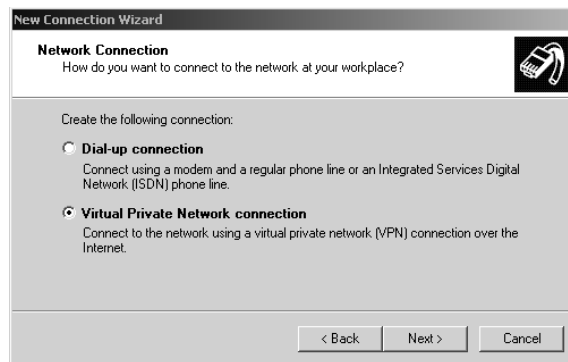 New Connection Wizard
Network Connection
How do you want to connect to the network at your workplace?
Create the following connection:
Dial-up connection
Connect using a modem and a regular phone line or an Integrated Services Digital
Network (ISDN) phone line.
Virtual Private Network connection
Connect to the network using a virtual private network (VPN) connection over the
Internet.
< Back Next > Cancel